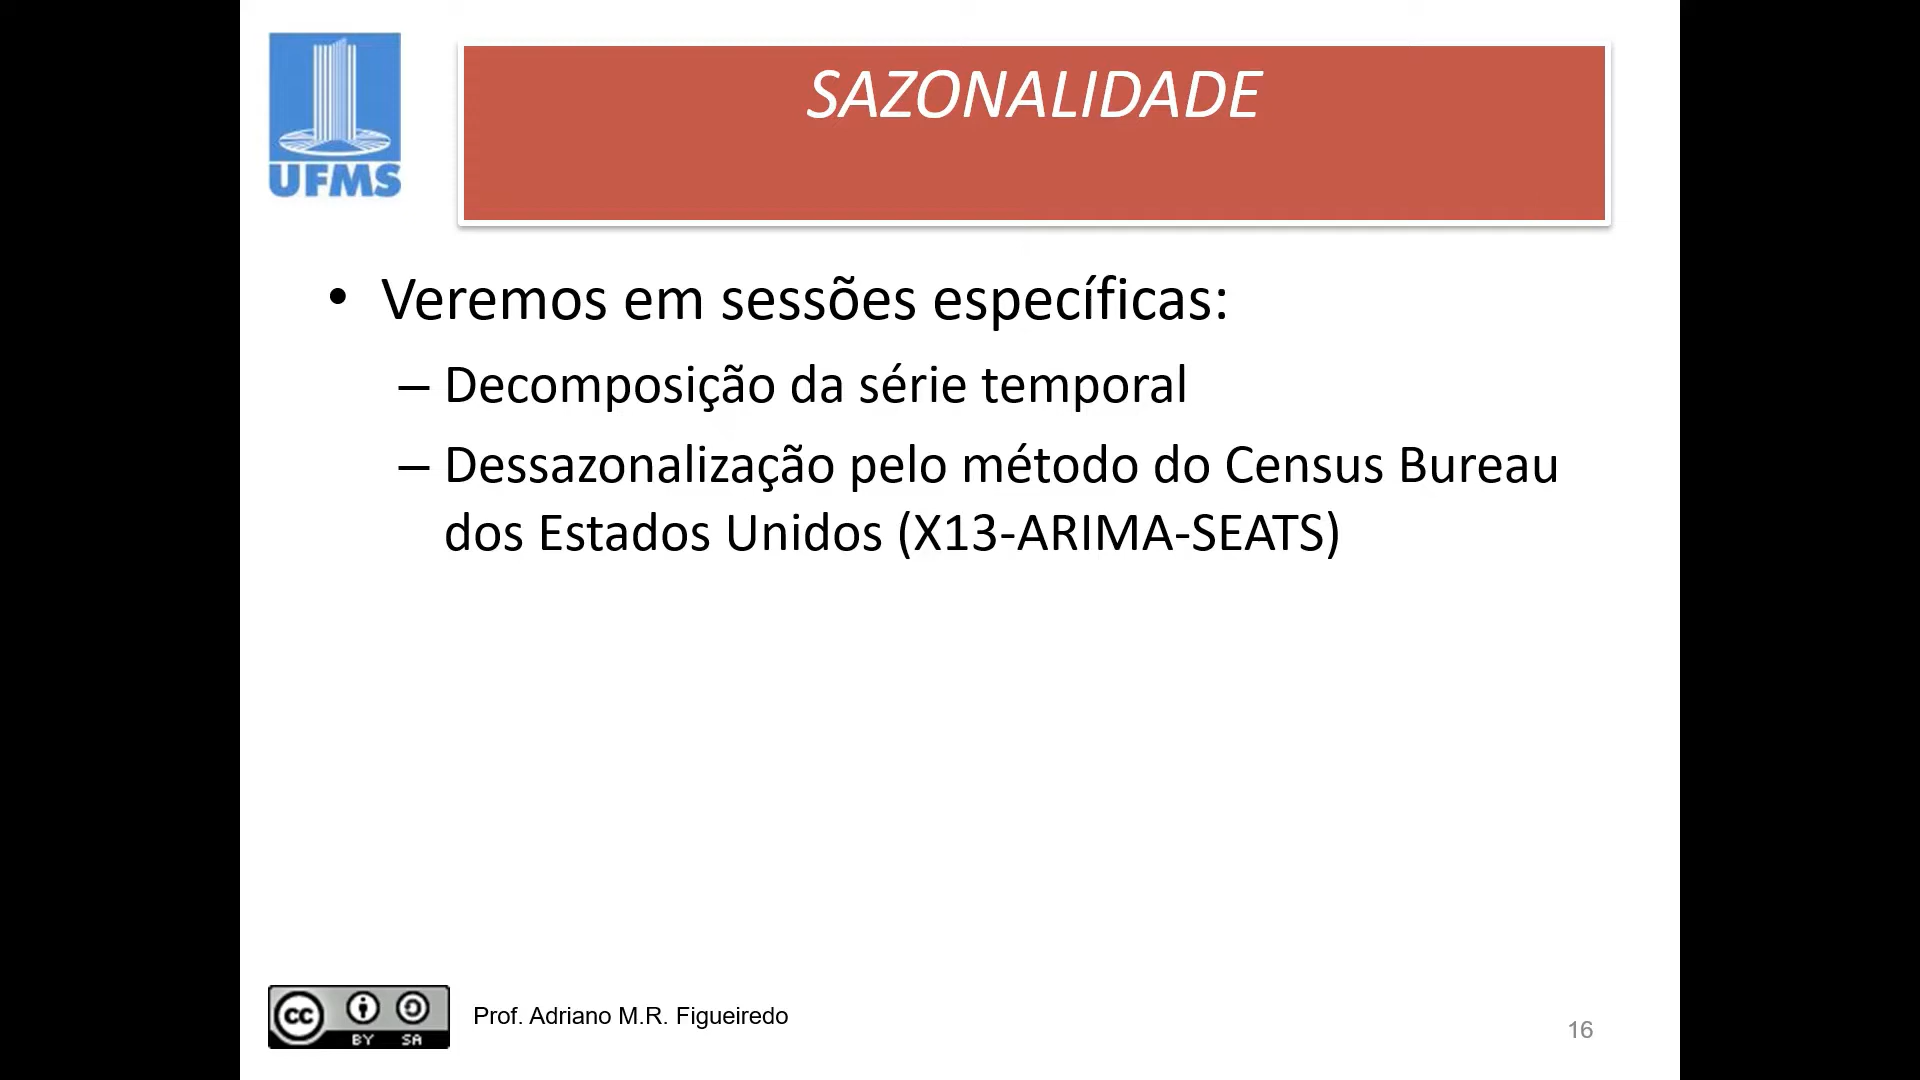 UFMS
SAZONALIDADE
• Veremos em sessões específicas:
– Decomposição da série temporal
– Dessazonalização pelo método do Census Bureau
dos Estados Unidos (X13-ARIMA-SEATS)
cc BY SA
Prof. Adriano M.R. Figueiredo
16